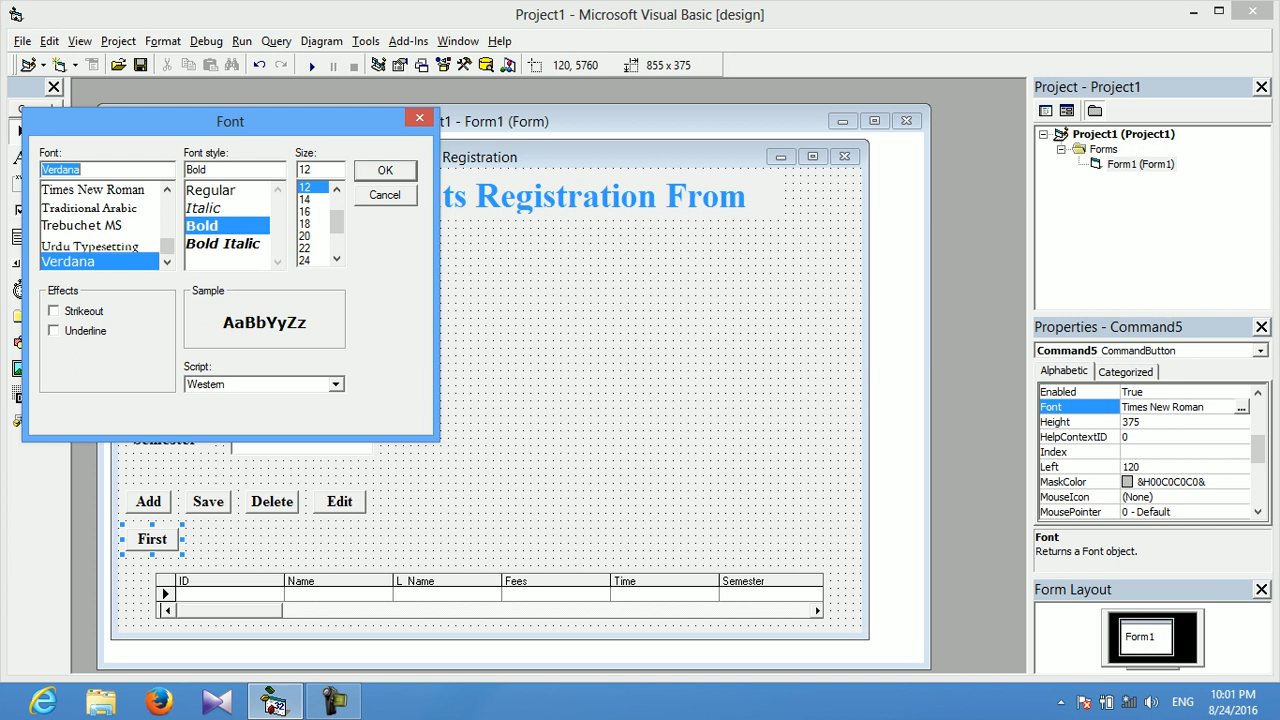 Project1 - Microsoft Visual Basic [design]
File Edit View Project Format Debug Run Query Diagram Tools Add-Ins Window Help
120, 5760 855 x 375
Font
Font: Font style: Size:
Verdana Bold 12
OK
Cancel
Times New Roman
Traditional Arabic
Trebuchet MS
Urdu Typesetting
Verdana
Regular
Italic
Bold
Bold Italic
12
14
16
18
20
22
24
Effects
Strikeout
Underline
Sample
AaBbYyZz
Script:
Western
t1 - Form1 (Form)
Registration
ts Registration From
Semester
Add Save Delete Edit
First
ID Name L_Name Fees Time Semester
Project - Project1
Project1 (Project1)
Forms
Form1 (Form1)
Properties - Command5
Command5 CommandButton
Alphabetic Categorized
Enabled True
Font Times New Roman ...
Height 375
HelpContextID 0
Index
Left 120
MaskColor &H00C0C0C0&
MouseIcon (None)
MousePointer 0 - Default
Font
Returns a Font object.
Form Layout
Form1
32
ENG
10:01 PM
8/24/2016